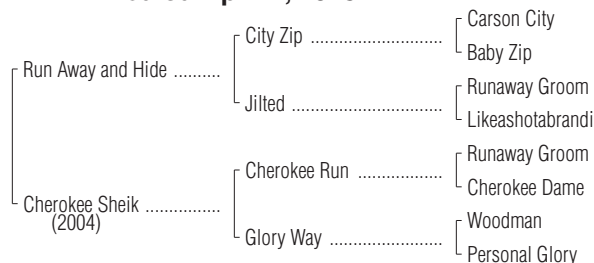 Carson City
City Zip ....................................
Baby Zip
Run Away and Hide ..........
Runaway Groom
Jilted .........................................
Likeashotabrandi
Runaway Groom
Cherokee Run .......................
Cherokee Dame
Cherokee Sheik ................
(2004)
Woodman
Glory Way ...............................
Personal Glory